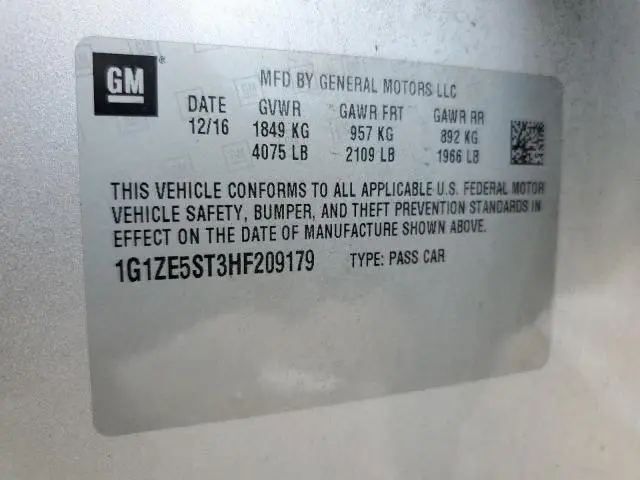 GM®
MFD BY GENERAL MOTORS LLC
DATE GVWR GAWR FRT GAWR RR
12/16 1849 KG 957 KG 892 KG
4075 LB 2109 LB 1966 LB
THIS VEHICLE CONFORMS TO ALL APPLICABLE U.S. FEDERAL MOTOR
VEHICLE SAFETY, BUMPER, AND THEFT PREVENTION STANDARDS IN
EFFECT ON THE DATE OF MANUFACTURE SHOWN ABOVE.
1G1ZE5ST3HF209179 TYPE: PASS CAR